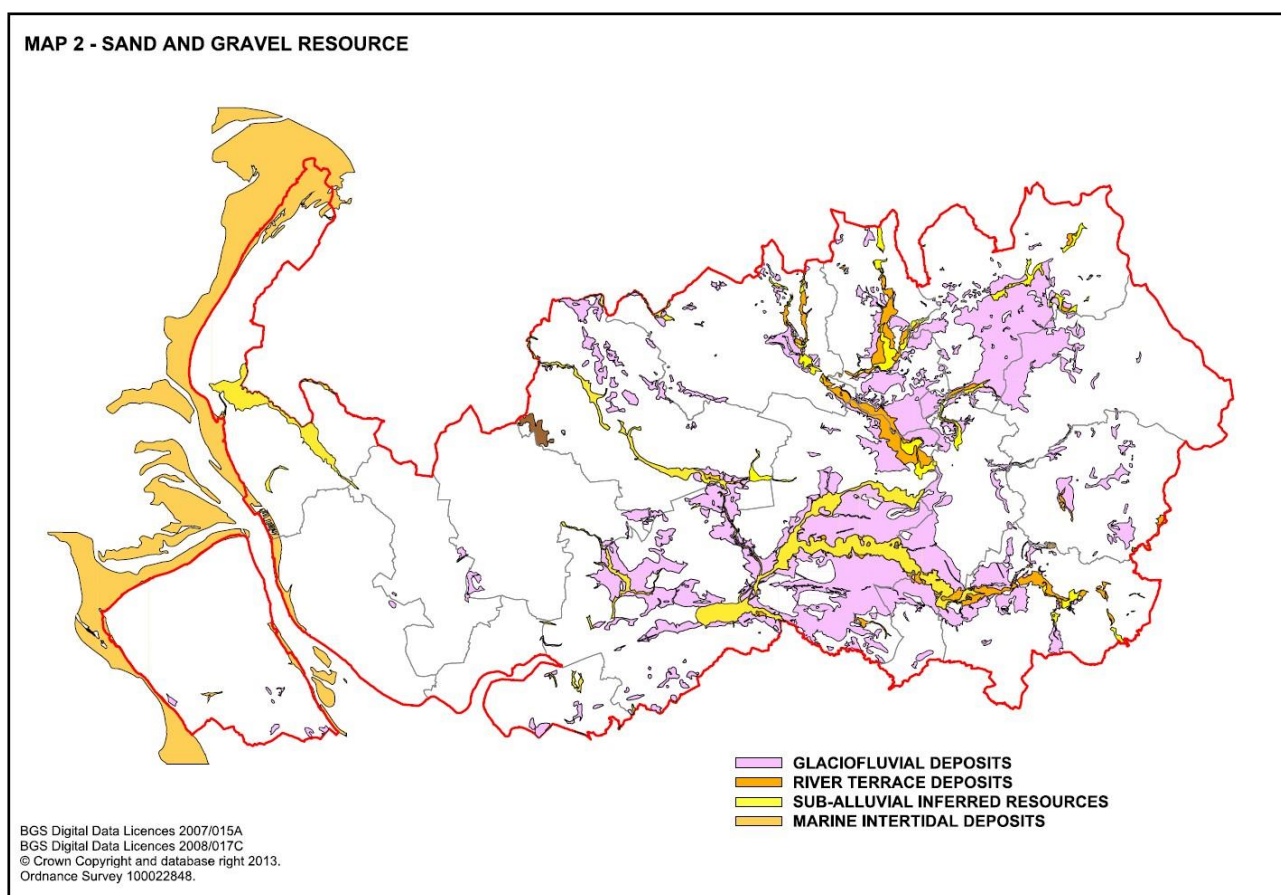 MAP 2 - SAND AND GRAVEL RESOURCE
GLACIOFLUVIAL DEPOSITS
RIVER TERRACE DEPOSITS
SUB-ALLUVIAL INFERRED RESOURCES
MARINE INTERTIDAL DEPOSITS
BGS Digital Data Licences 2007/015A
BGS Digital Data Licences 2008/017C
© Crown Copyright and database right 2013.
Ordnance Survey 100022848.